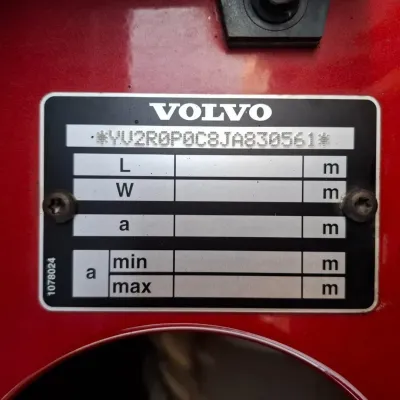 VOLVO
*YV2R0P0C8JA830561*
L m
W m
a m
a min m
max m
1078024